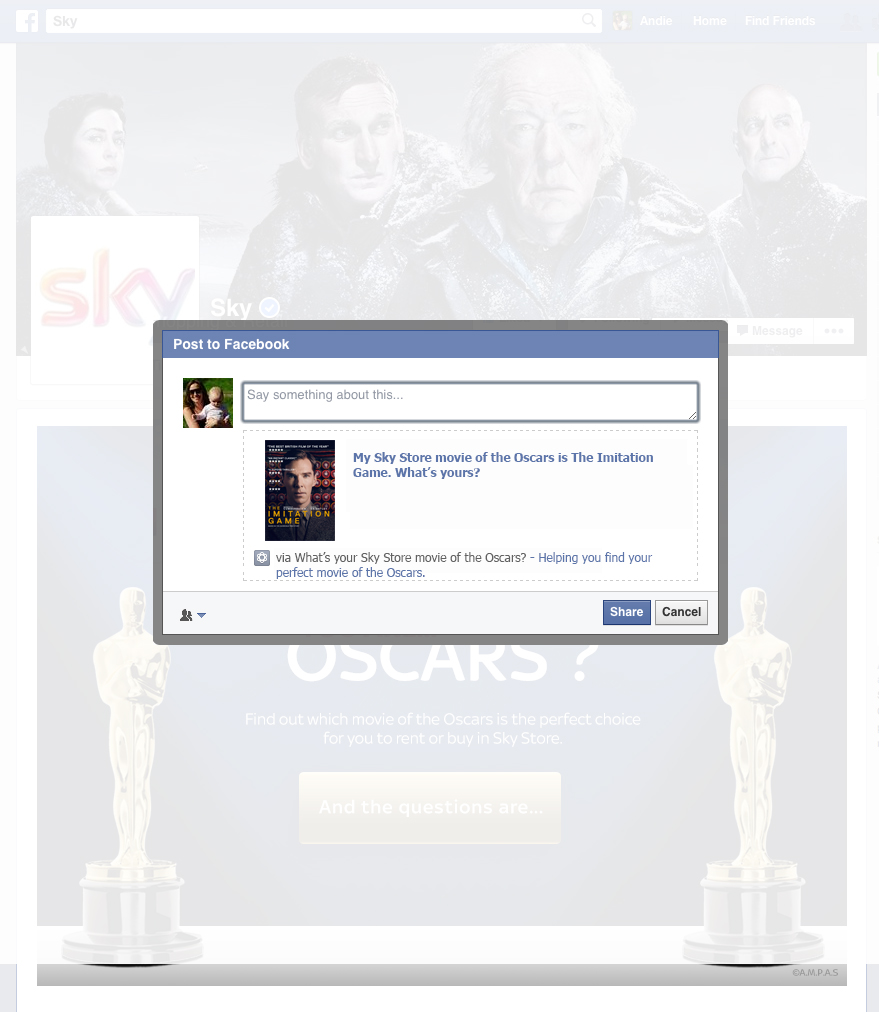 Sky
Andie Home Find Friends
sky
Sky
Message
Post to Facebook
Say something about this...
THE
IMITATION
GAME
My Sky Store movie of the Oscars is The Imitation
Game. What's yours?
via What's your Sky Store movie of the Oscars? - Helping you find your
perfect movie of the Oscars.
Share Cancel
OSCARS ?
Find out which movie of the Oscars is the perfect choice
for you to rent or buy in Sky Store.
And the questions are...
©A.M.P.A.S